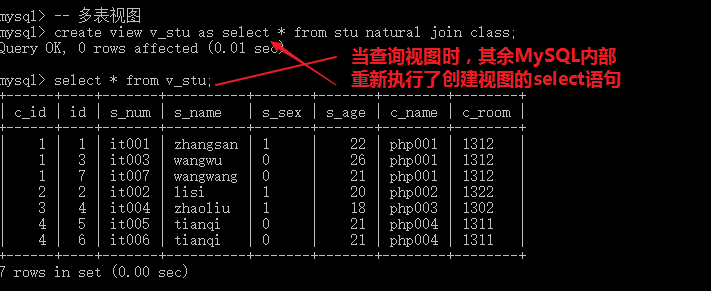 mysql> -- 多表视图
mysql> create view v_stu as select * from stu natural join class;
Query OK, 0 rows affected (0.01 sec)
当查询视图时，其余MySQL内部
重新执行了创建视图的select语句
mysql> select * from v_stu;
+------+----+-------+----------+-------+-------+--------+--------+
| c_id | id | s_num | s_name | s_sex | s_age | c_name | c_room |
+------+----+-------+----------+-------+-------+--------+--------+
| 1 | 1 | it001 | zhangsan | 1 | 22 | php001 | 1312 |
| 1 | 3 | it003 | wangwu | 0 | 26 | php001 | 1312 |
| 1 | 7 | it007 | wangwang | 0 | 21 | php001 | 1312 |
| 2 | 2 | it002 | lisi | 1 | 20 | php002 | 1322 |
| 3 | 4 | it004 | zhaoliu | 1 | 18 | php003 | 1302 |
| 4 | 5 | it005 | tianqi | 0 | 21 | php004 | 1311 |
| 4 | 6 | it006 | tianqi | 0 | 21 | php004 | 1311 |
+------+----+-------+----------+-------+-------+--------+--------+
7 rows in set (0.00 sec)